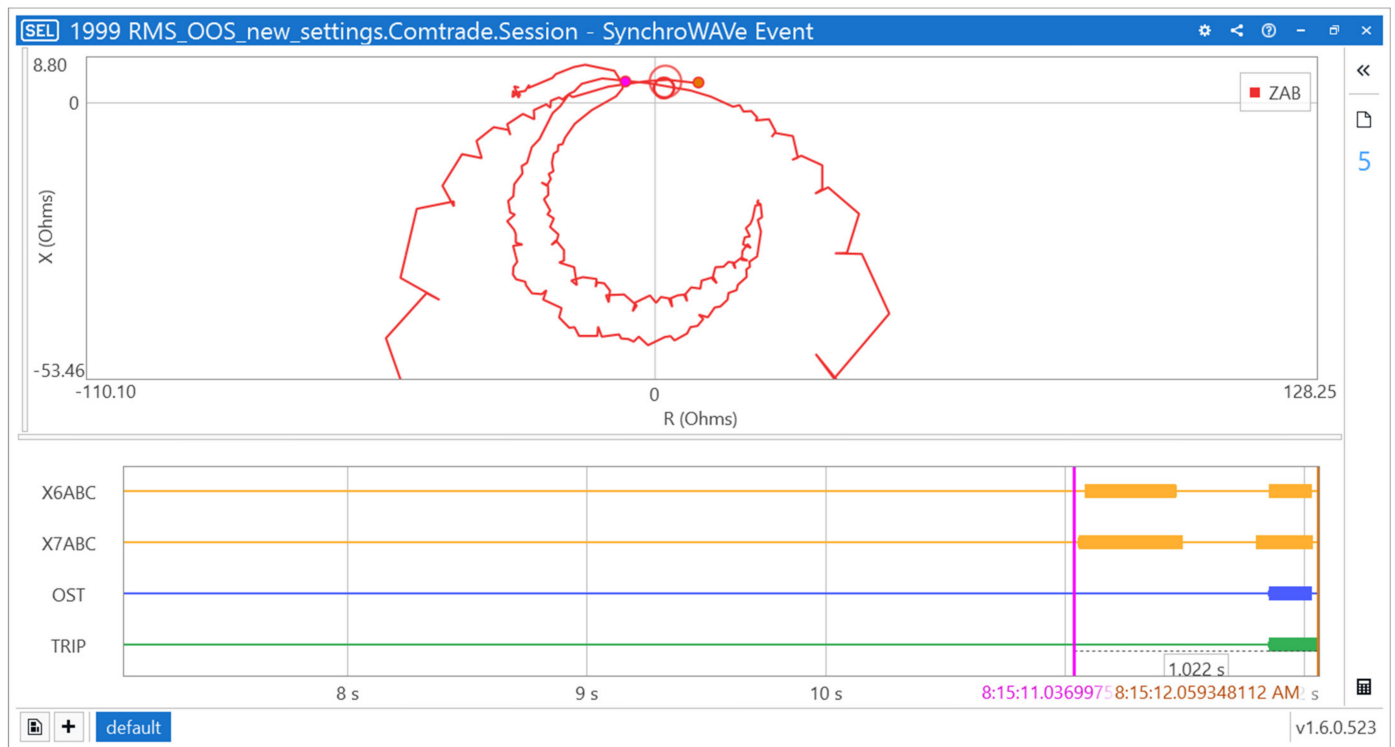 SEL 1999 RMS_OOS_new_settings.Comtrade.Session - SynchroWAVe Event
8.80
0
ZAB
5
X (Ohms)
-53.46
-110.10
0
128.25
R (Ohms)
X6ABC
X7ABC
OST
TRIP
1.022 s
8 s
9 s
10 s
8:15:11.0369975
8:15:12.059348112 AM
s
default
v1.6.0.523